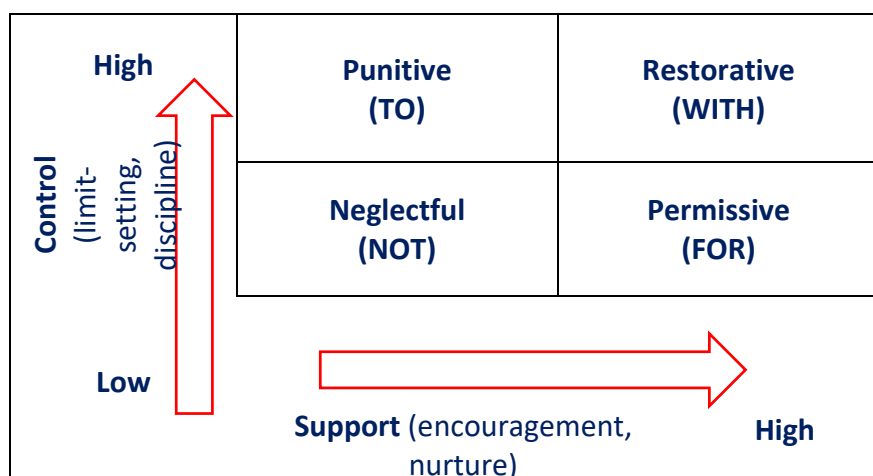 High
Control
(limit-
setting,
discipline)
Low
Punitive
(TO)
Restorative
(WITH)
Neglectful
(NOT)
Permissive
(FOR)
Support (encouragement,
nurture)
High